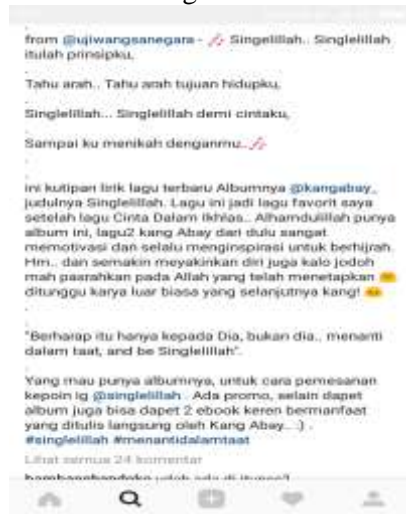 from @ujiwangsanegara - 🎶 Singelillah.. Singlelillah
itulah prinsipku,
.
Tahu arah.. Tahu arah tujuan hidupku,
.
Singlelillah... Singlelillah demi cintaku,
.
Sampai ku menikah denganmu..🎶
.
.
ini kutipan lirik lagu terbaru Albumnya @kangabay_
judulnya Singlelillah. Lagu ini jadi lagu favorit saya
setelah lagu Cinta Dalam Ikhlas.. Alhamdulillah punya
album ini, lagu2 kang Abay dari dulu sangat
memotivasi dan selalu menginspirasi untuk berhijrah.
Hm.. dan semakin meyakinkan diri juga kalo jodoh
mah pasrahkan pada Allah yang telah menetapkan 😊
ditunggu karya luar biasa yang selanjutnya kang! 😊
.
.
"Berharap itu hanya kepada Dia, bukan dia.. menanti
dalam taat, and be Singlelillah".
.
Yang mau punya albumnya, untuk cara pemesanan
kepoin ig @singlelillah . Ada promo, selain dapet
album juga bisa dapet 2 ebook keren bermanfaat
yang ditulis langsung oleh Kang Abay.. :) .
#singlelillah #menantidalamtaat
Lihat semua 24 komentar